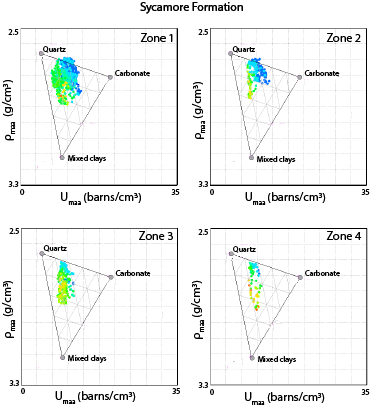 Sycamore Formation
2.5
Zone 1
Quartz
Carbonate
Mixed clays
ρmaa (g/cm³)
3.3
0
Umaa (barns/cm³)
35
2.5
Zone 2
Quartz
Carbonate
Mixed clays
ρmaa (g/cm³)
3.3
0
Umaa (barns/cm³)
35
2.5
Zone 3
Quartz
Carbonate
Mixed clays
ρmaa (g/cm³)
3.3
0
Umaa (barns/cm³)
35
2.5
Zone 4
Quartz
Carbonate
Mixed clays
ρmaa (g/cm³)
3.3
0
Umaa (barns/cm³)
35